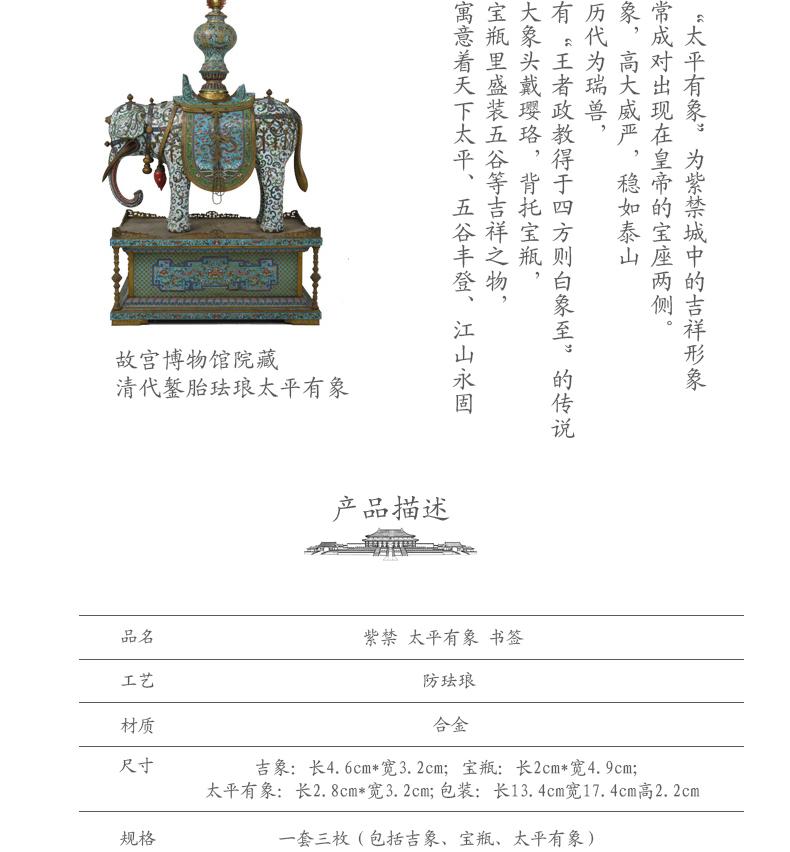 “太平有象”为紫禁城中的吉祥形象
常成对出现在皇帝的宝座两侧。
象，高大威严，稳如泰山
历代为瑞兽，
有“王者政教得于四方则白象至”的传说
大象头戴璎珞，背托宝瓶，
宝瓶里盛装五谷等吉祥之物，
寓意着天下太平、五谷丰登、江山永固
故宫博物馆院藏
清代錾胎珐琅太平有象
产品描述
品名 紫禁 太平有象 书签
工艺 防珐琅
材质 合金
尺寸 吉象：长4.6cm*宽3.2cm; 宝瓶：长2cm*宽4.9cm;
太平有象：长2.8cm*宽3.2cm;包装：长13.4cm宽17.4cm高2.2cm
规格 一套三枚（包括吉象、宝瓶、太平有象）